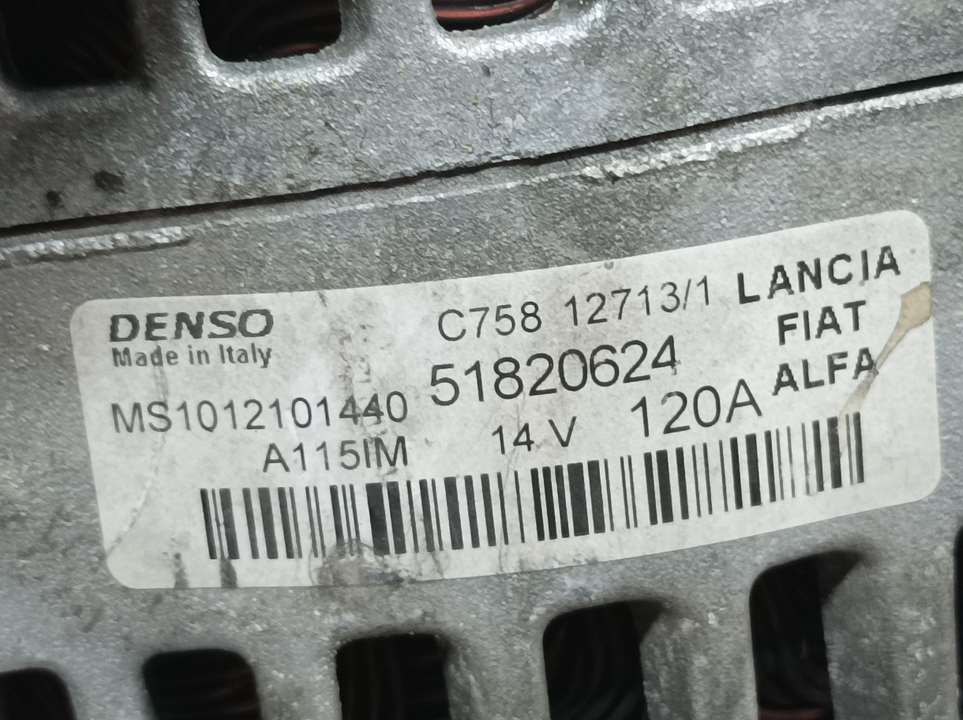 DENSO C758 12713/1 LANCIA
Made in Italy 51820624 FIAT
MS1012101440 120A ALFA
A115IM 14 V